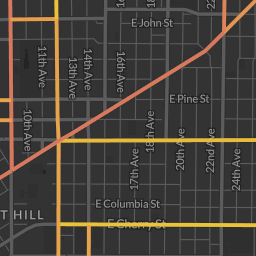 E John St
22
11th Ave
14th Ave
16th Ave
13th Ave
E Pine St
10th Ave
18th Ave
20th Ave
22nd Ave
17th Ave
24th Ave
E Columbia St
T HILL
E Cherry St